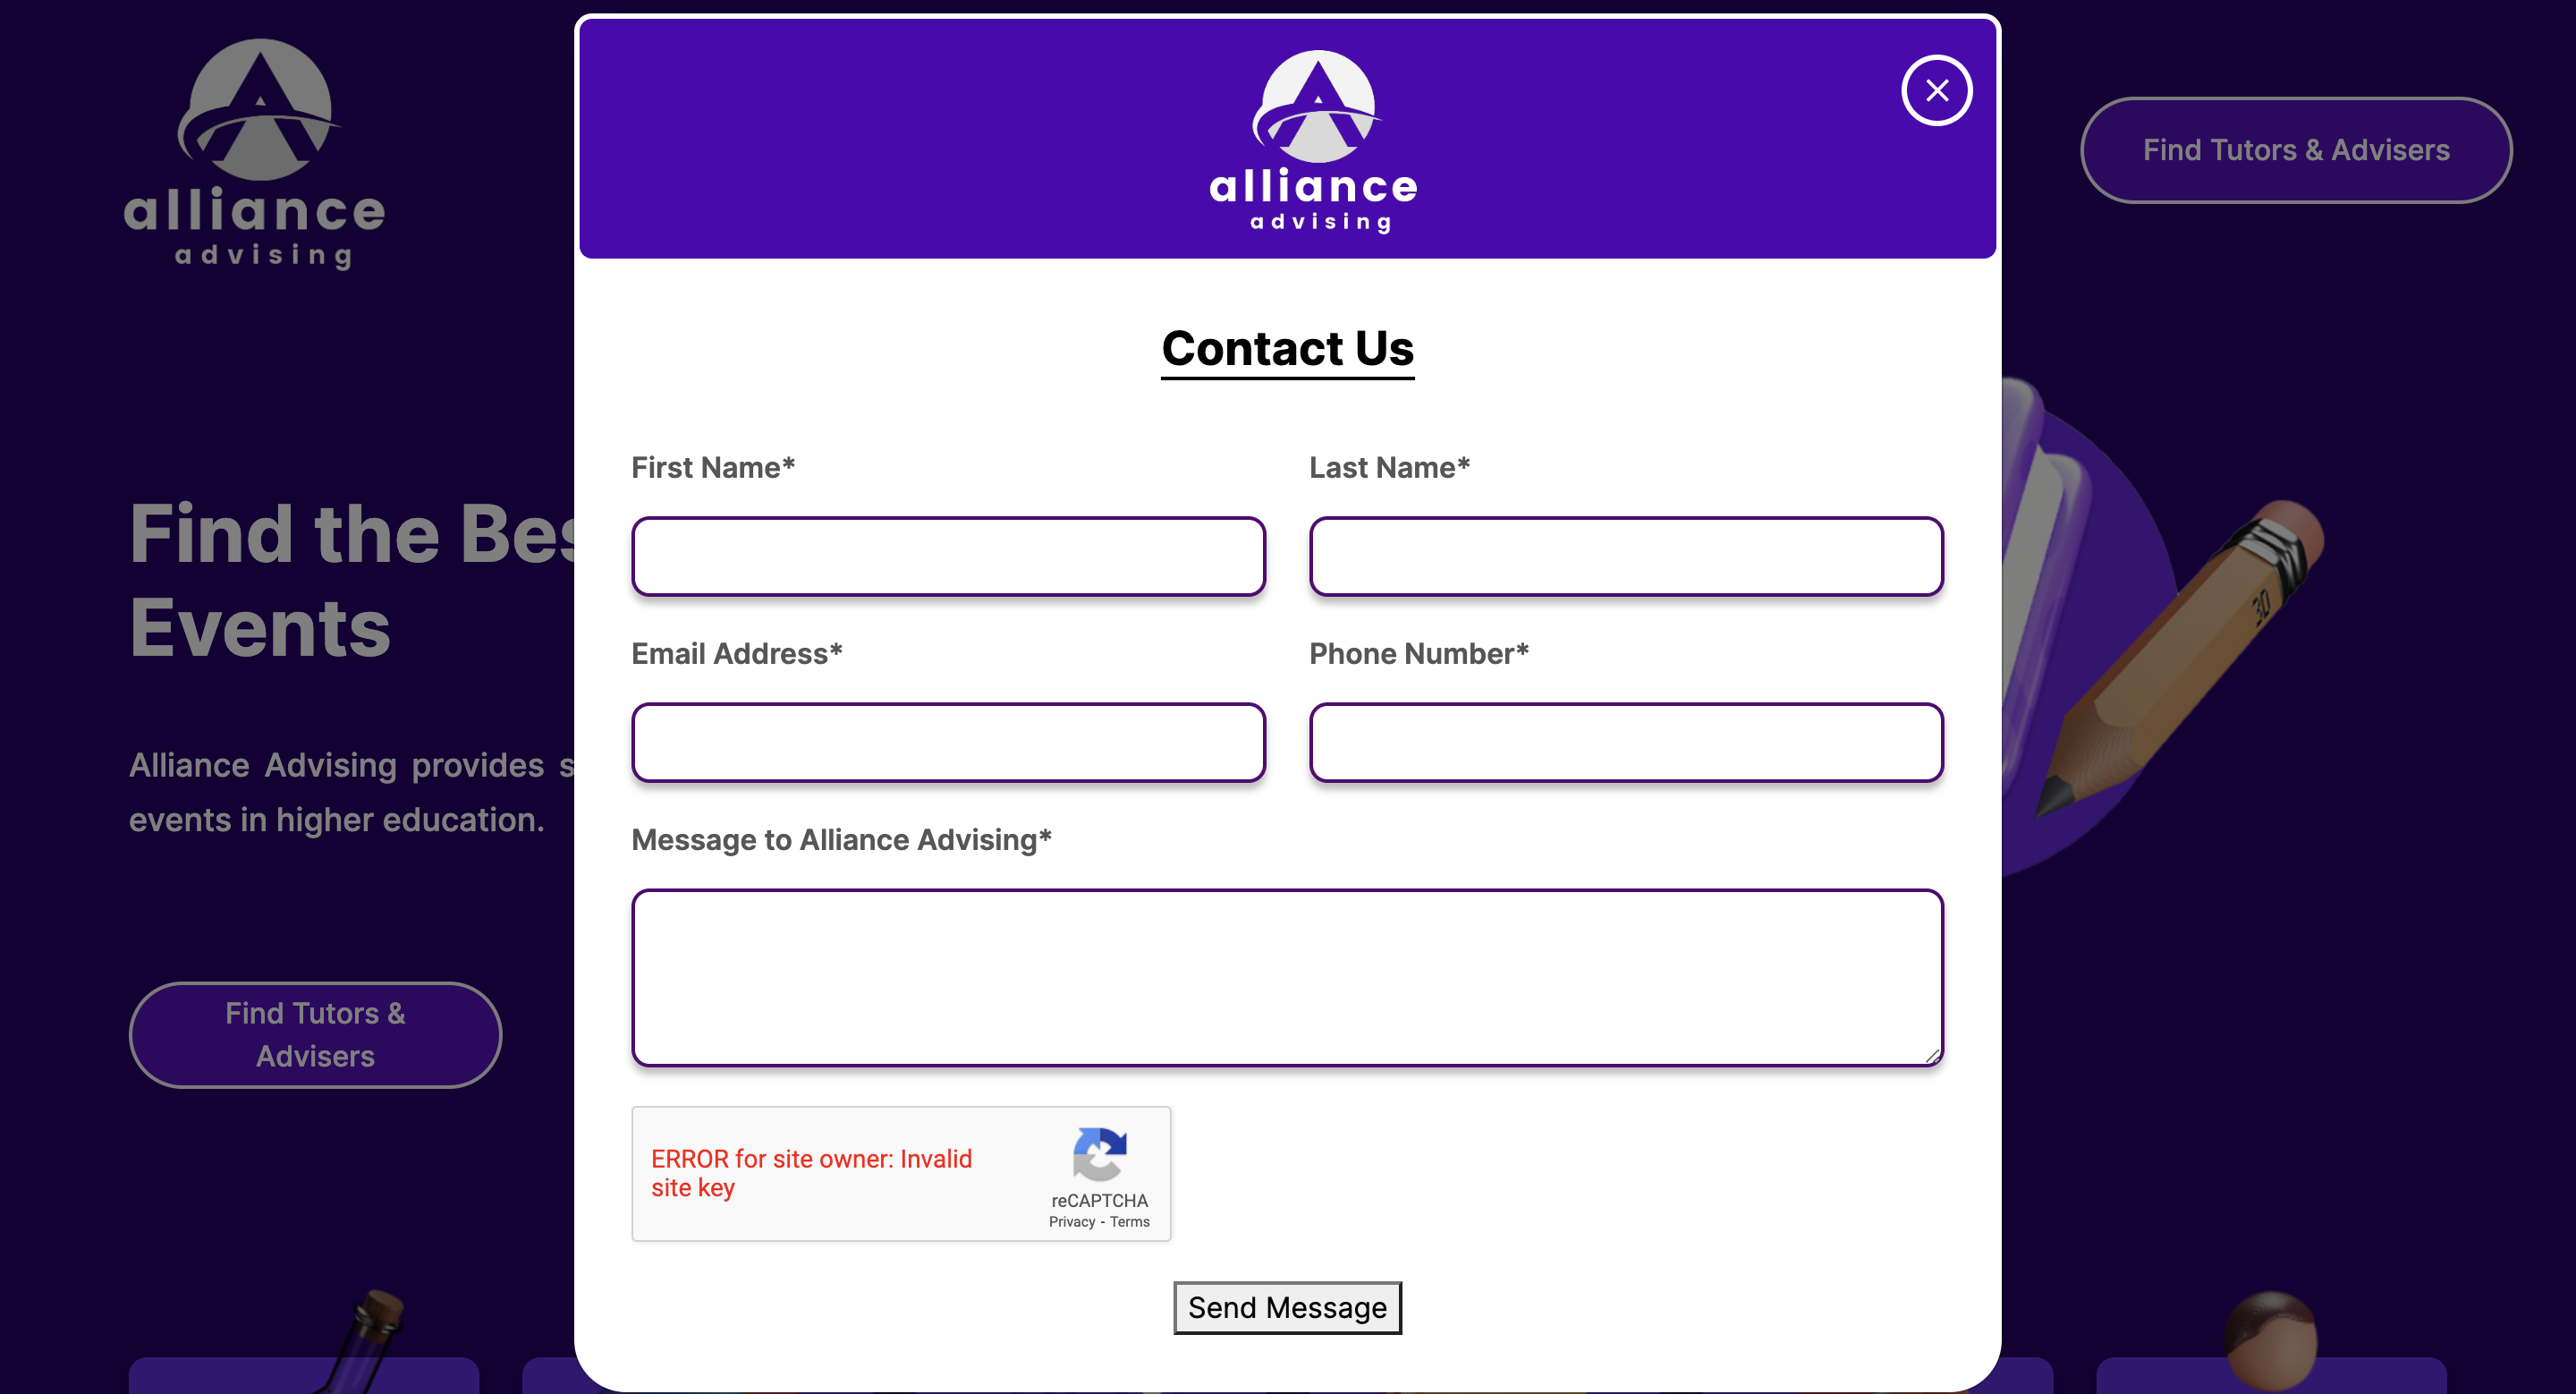 alliance
advising
Find Tutors & Advisers
alliance
advising
Contact Us
First Name*
Last Name*
Email Address*
Phone Number*
Message to Alliance Advising*
ERROR for site owner: Invalid
site key
reCAPTCHA
Privacy - Terms
Send Message
Find the Bes
Events
Alliance Advising provides s
events in higher education.
Find Tutors &
Advisers
30